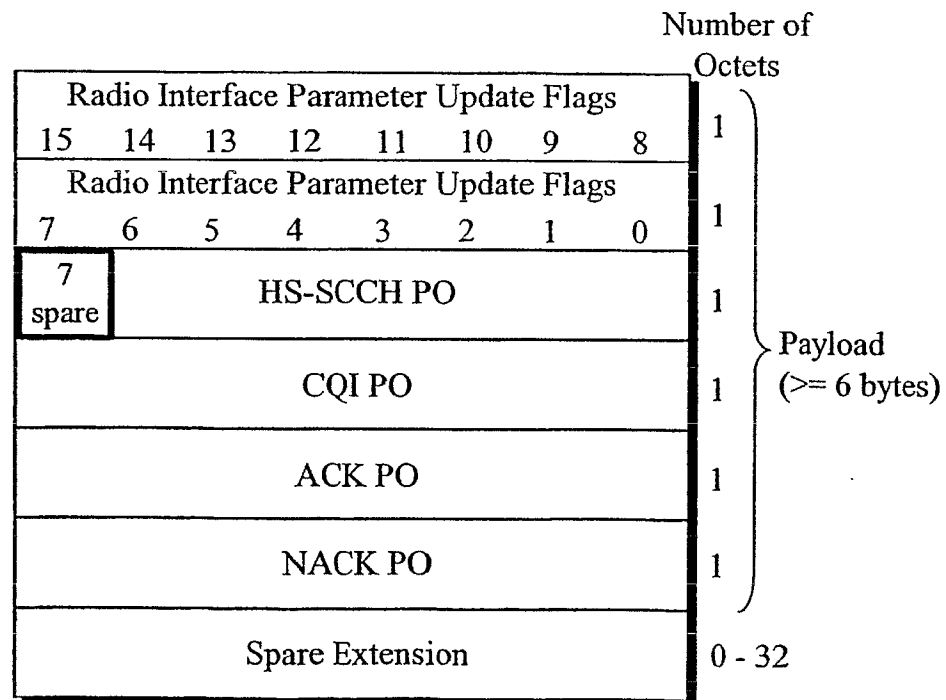 Number of
Octets
Radio Interface Parameter Update Flags
15 14 13 12 11 10 9 8
1
Radio Interface Parameter Update Flags
7 6 5 4 3 2 1 0
1
7
spare
HS-SCCH PO
1
Payload
(>= 6 bytes)
CQI PO
1
ACK PO
1
NACK PO
1
Spare Extension
0 - 32